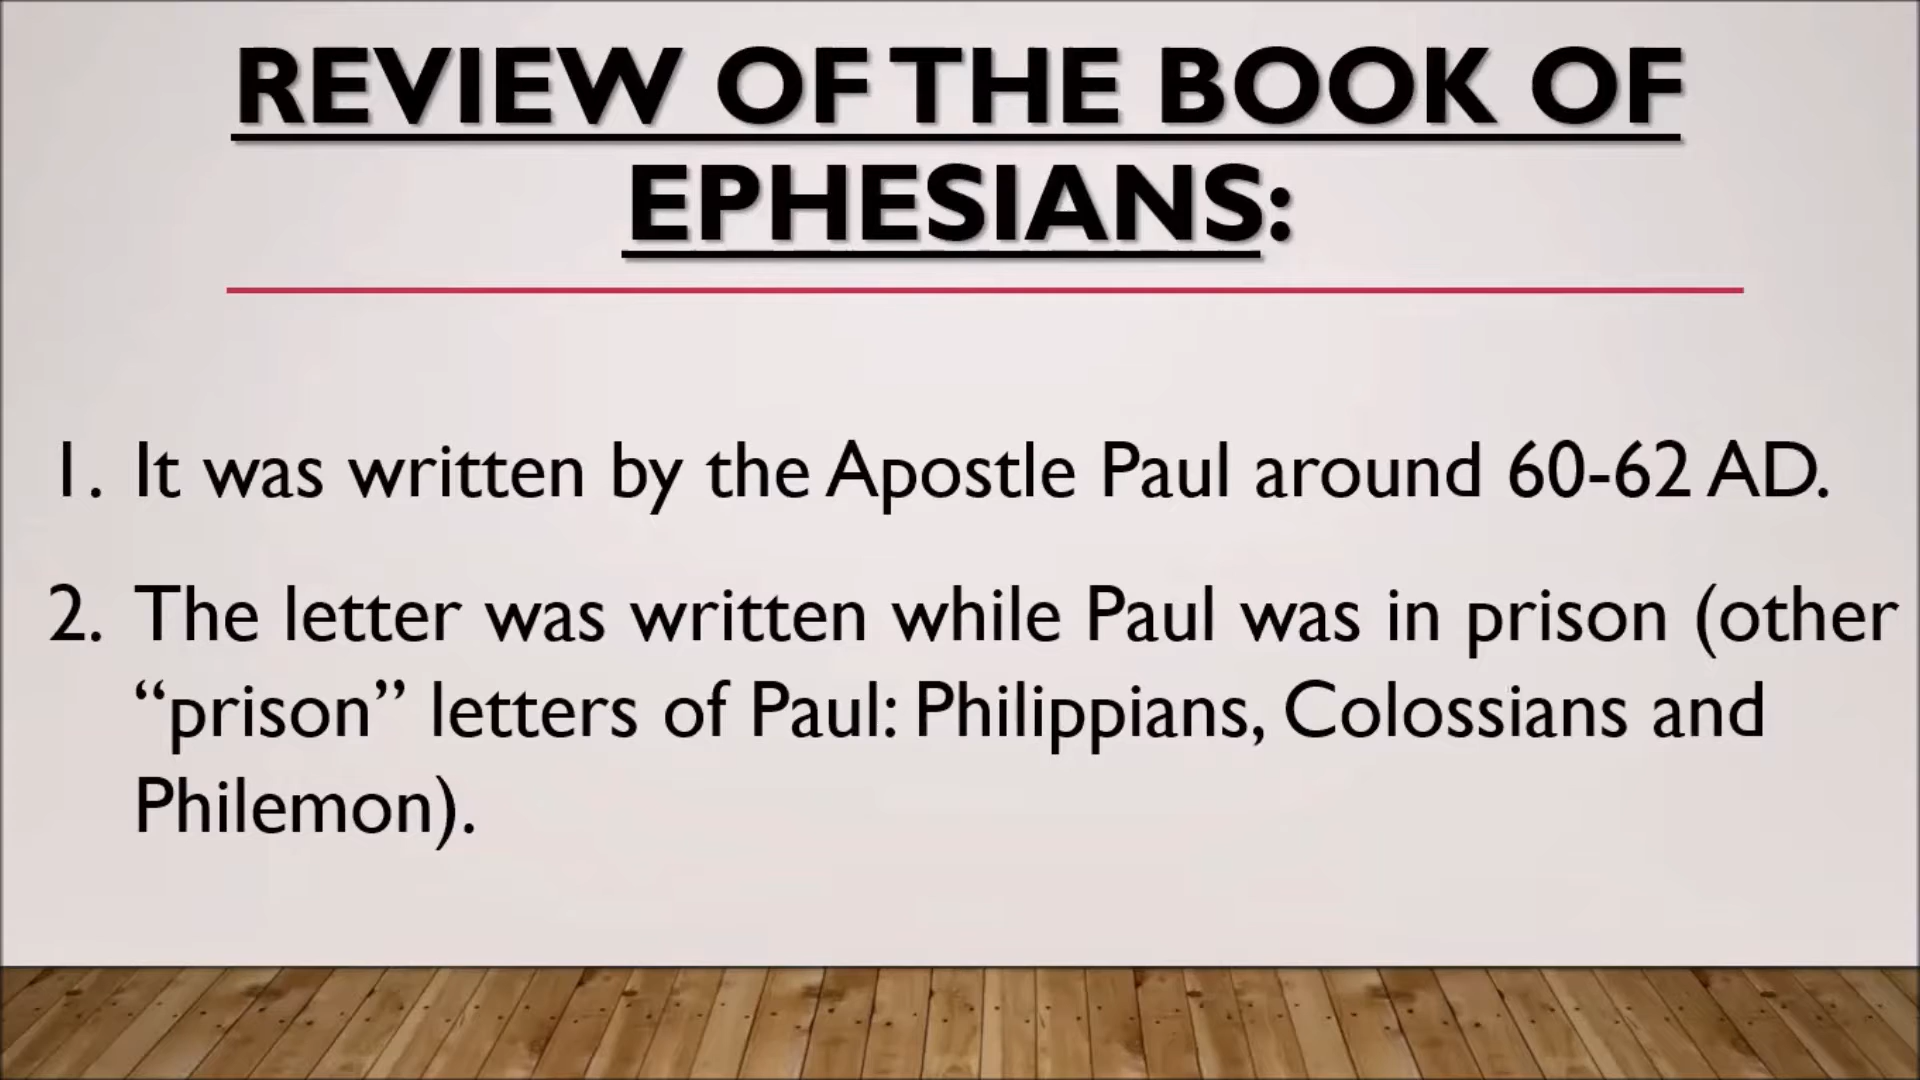 REVIEW OF THE BOOK OF
EPHESIANS:
1. It was written by the Apostle Paul around 60-62 AD.
2. The letter was written while Paul was in prison (other
“prison” letters of Paul: Philippians, Colossians and
Philemon).